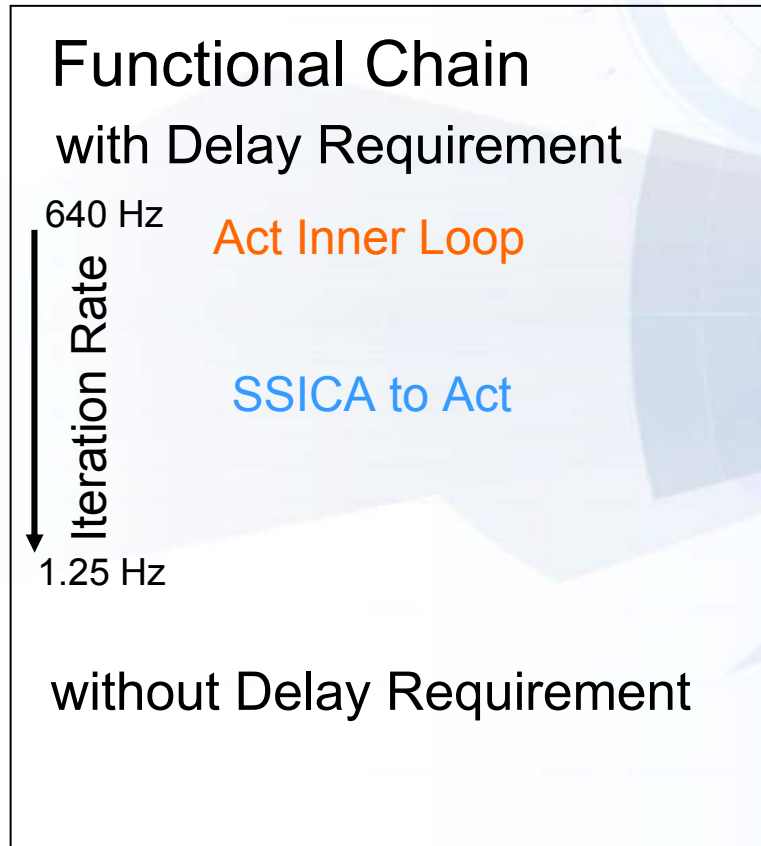 Functional Chain
with Delay Requirement
640 Hz
Act Inner Loop
Iteration Rate
SSICA to Act
1.25 Hz
without Delay Requirement